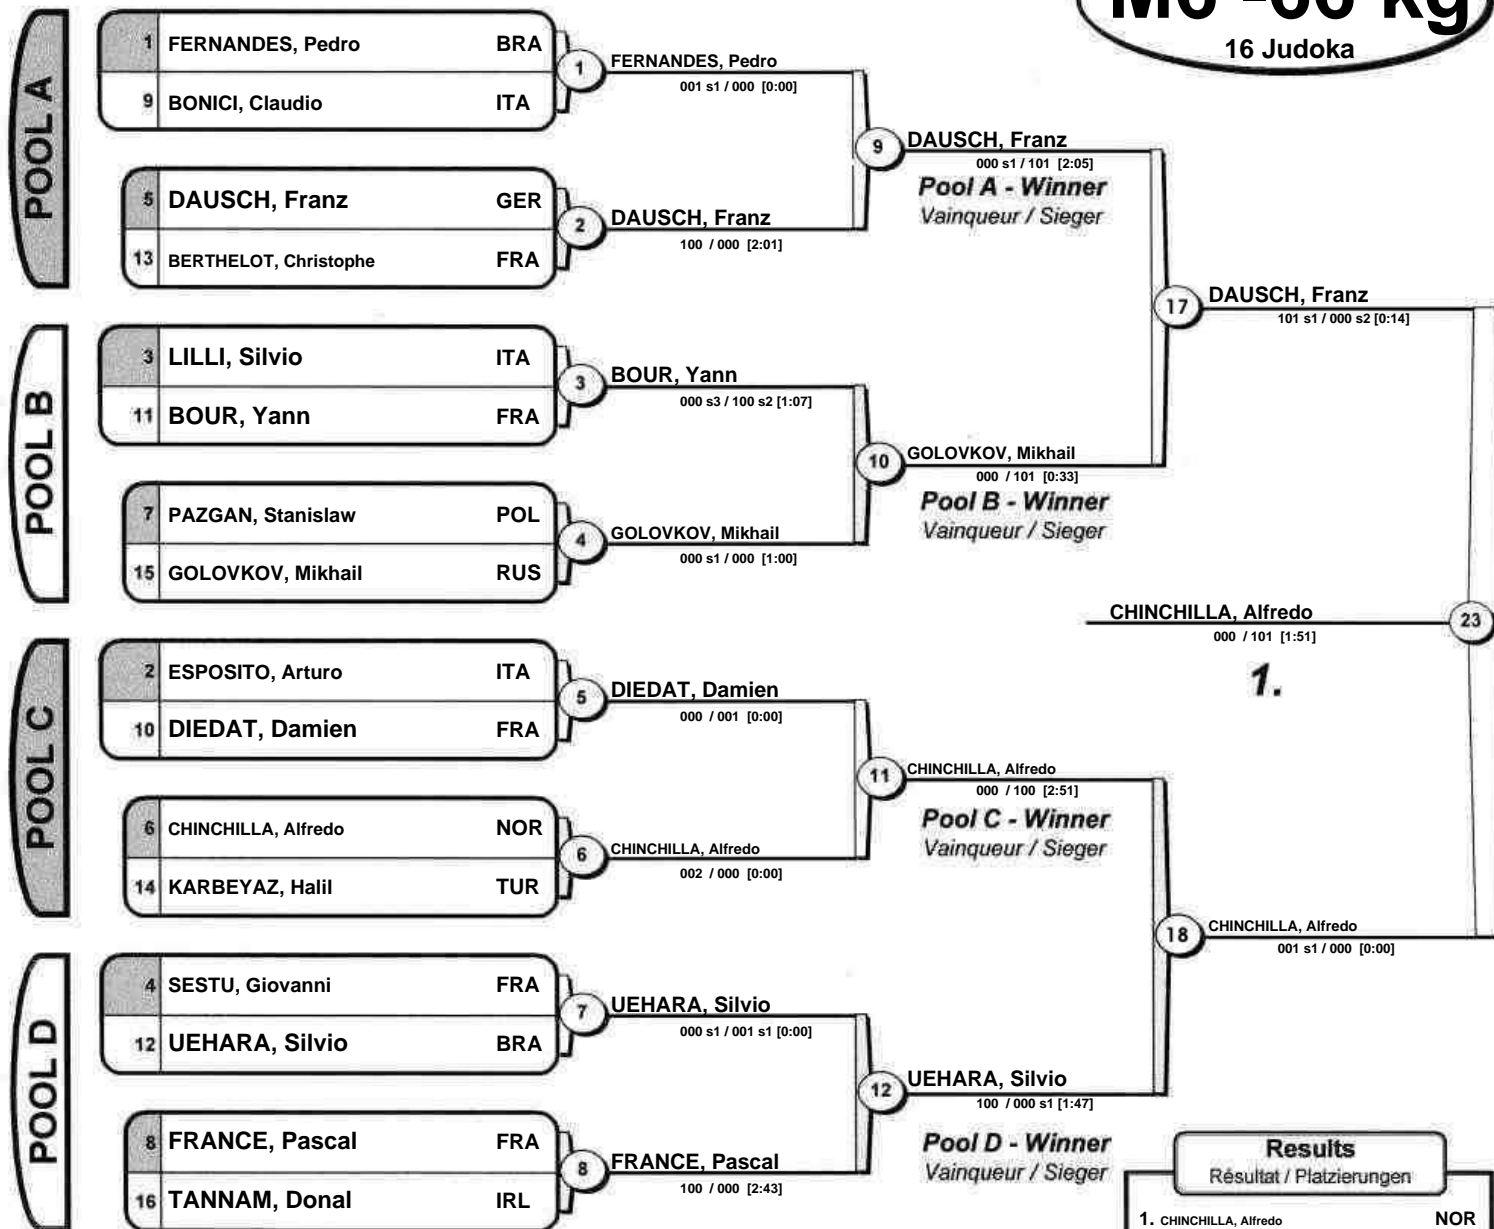 M6 -66 kg
16 Judoka
POOL A
1 FERNANDES, Pedro BRA
9 BONICI, Claudio ITA
1
FERNANDES, Pedro
001 s1 / 000 [0:00]
5 DAUSCH, Franz GER
13 BERTHELOT, Christophe FRA
2
DAUSCH, Franz
100 / 000 [2:01]
9
DAUSCH, Franz
000 s1 / 101 [2:05]
Pool A - Winner
Vainqueur / Sieger
POOL B
3 LILLI, Silvio ITA
11 BOUR, Yann FRA
3
BOUR, Yann
000 s3 / 100 s2 [1:07]
7 PAZGAN, Stanislaw POL
15 GOLOVKOV, Mikhail RUS
4
GOLOVKOV, Mikhail
000 s1 / 000 [1:00]
10
GOLOVKOV, Mikhail
000 / 101 [0:33]
Pool B - Winner
Vainqueur / Sieger
17
DAUSCH, Franz
101 s1 / 000 s2 [0:14]
CHINCHILLA, Alfredo
000 / 101 [1:51]
1.
23
POOL C
2 ESPOSITO, Arturo ITA
10 DIEDAT, Damien FRA
5
DIEDAT, Damien
000 / 001 [0:00]
6 CHINCHILLA, Alfredo NOR
14 KARBEYAZ, Halil TUR
6
CHINCHILLA, Alfredo
002 / 000 [0:00]
11
CHINCHILLA, Alfredo
000 / 100 [2:51]
Pool C - Winner
Vainqueur / Sieger
18
CHINCHILLA, Alfredo
001 s1 / 000 [0:00]
POOL D
4 SESTU, Giovanni FRA
12 UEHARA, Silvio BRA
7
UEHARA, Silvio
000 s1 / 001 s1 [0:00]
8 FRANCE, Pascal FRA
16 TANNAM, Donal IRL
8
FRANCE, Pascal
100 / 000 [2:43]
12
UEHARA, Silvio
100 / 000 s1 [1:47]
Pool D - Winner
Vainqueur / Sieger
Results
Résultat / Platzierungen
1. CHINCHILLA, Alfredo NOR